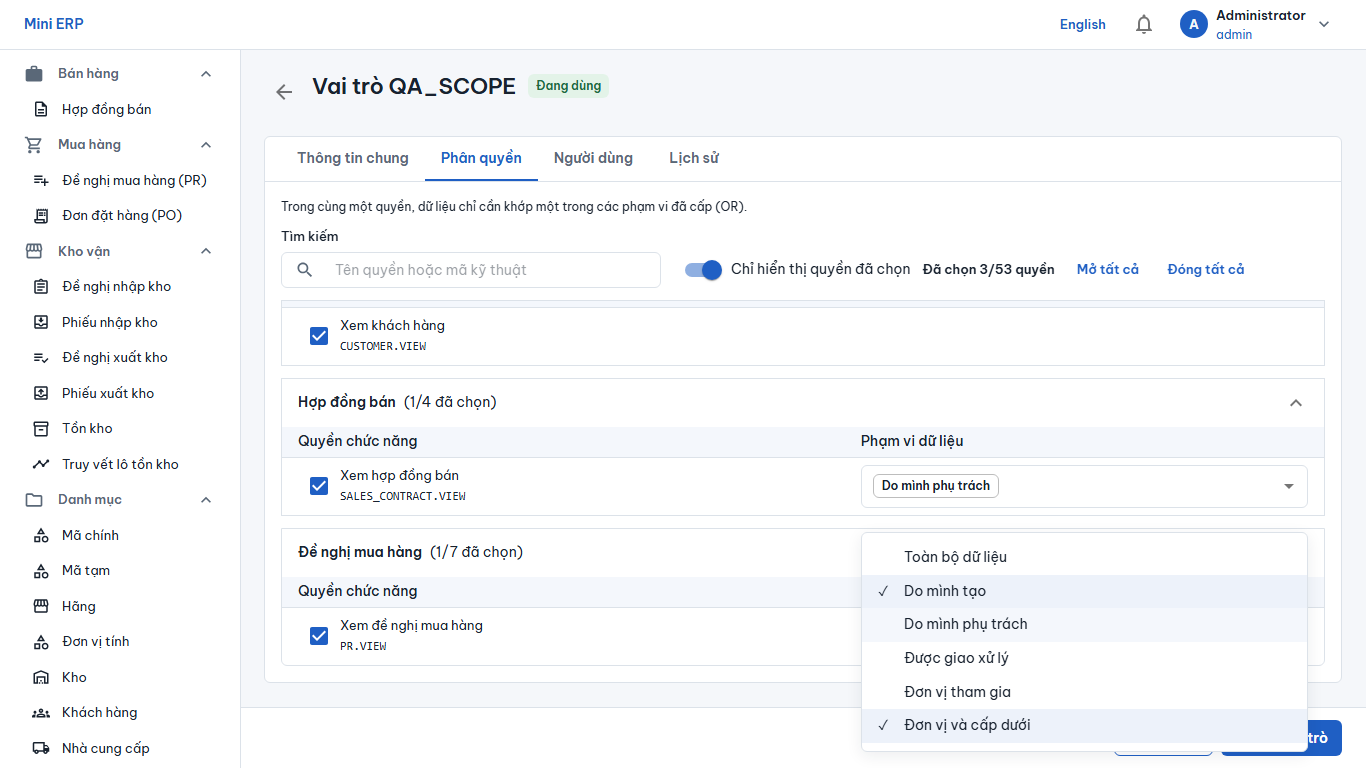 Mini ERP
English
A
Administrator
admin
Bán hàng
Hợp đồng bán
Mua hàng
Đề nghị mua hàng (PR)
Đơn đặt hàng (PO)
Kho vận
Đề nghị nhập kho
Phiếu nhập kho
Đề nghị xuất kho
Phiếu xuất kho
Tồn kho
Truy vết lô tồn kho
Danh mục
Mã chính
Mã tạm
Hãng
Đơn vị tính
Kho
Khách hàng
Nhà cung cấp
Vai trò QA_SCOPE
Đang dùng
Thông tin chung
Phân quyền
Người dùng
Lịch sử
Trong cùng một quyền, dữ liệu chỉ cần khớp một trong các phạm vi đã cấp (OR).
Tìm kiếm
Tên quyền hoặc mã kỹ thuật
Chỉ hiển thị quyền đã chọn
Đã chọn 3/53 quyền
Mở tất cả
Đóng tất cả
Xem khách hàng
CUSTOMER.VIEW
Hợp đồng bán (1/4 đã chọn)
Quyền chức năng
Phạm vi dữ liệu
Xem hợp đồng bán
SALES_CONTRACT.VIEW
Do mình phụ trách
Đề nghị mua hàng (1/7 đã chọn)
Quyền chức năng
Xem đề nghị mua hàng
PR.VIEW
Toàn bộ dữ liệu
✓ Do mình tạo
Do mình phụ trách
Được giao xử lý
Đơn vị tham gia
✓ Đơn vị và cấp dưới
trò